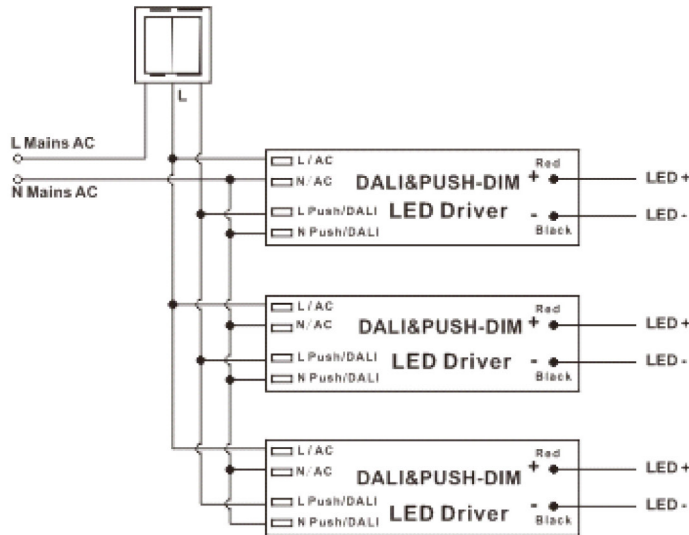 L
L Mains AC
N Mains AC
L/AC
N/AC
L Push/DALI
N Push/DALI
DALI&PUSH-DIM
LED Driver
Red
+
-
Black
LED +
LED -
L/AC
N/AC
L Push/DALI
N Push/DALI
DALI&PUSH-DIM
LED Driver
Red
+
-
Black
LED +
LED -
L/AC
N/AC
L Push/DALI
N Push/DALI
DALI&PUSH-DIM
LED Driver
Red
+
-
Black
LED +
LED -